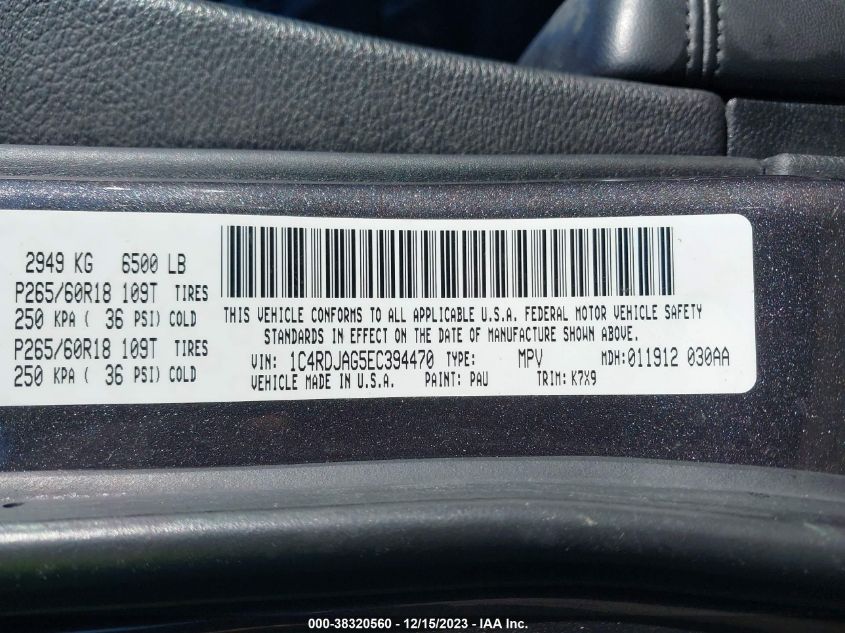 2949 KG 6500 LB
P265/60R18 109T TIRES
250 KPA ( 36 PSI) COLD
P265/60R18 109T TIRES
250 KPA ( 36 PSI) COLD
THIS VEHICLE CONFORMS TO ALL APPLICABLE U.S.A. FEDERAL MOTOR VEHICLE SAFETY
STANDARDS IN EFFECT ON THE DATE OF MANUFACTURE SHOWN ABOVE.
VIN: 1C4RDJAG5EC394470 TYPE: MPV MDH:011912 030AA
VEHICLE MADE IN U.S.A. PAINT: PAU TRIM: K7X9
000-38320560 - 12/15/2023 - IAA Inc.